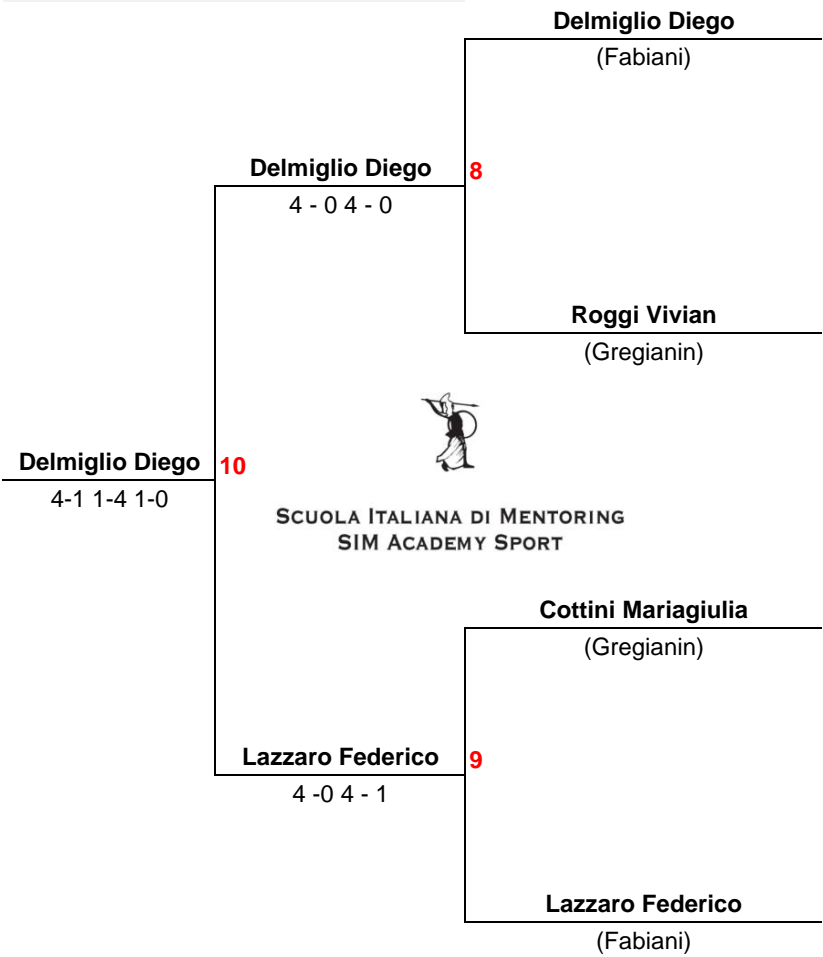 Delmiglio Diego
(Fabiani)
Delmiglio Diego
8
4 - 0 4 - 0
Roggi Vivian
(Gregianin)
Delmiglio Diego
10
4-1 1-4 1-0
SCUOLA ITALIANA DI MENTORING
SIM ACADEMY SPORT
Cottini Mariagiulia
(Gregianin)
Lazzaro Federico
9
4 -0 4 - 1
Lazzaro Federico
(Fabiani)